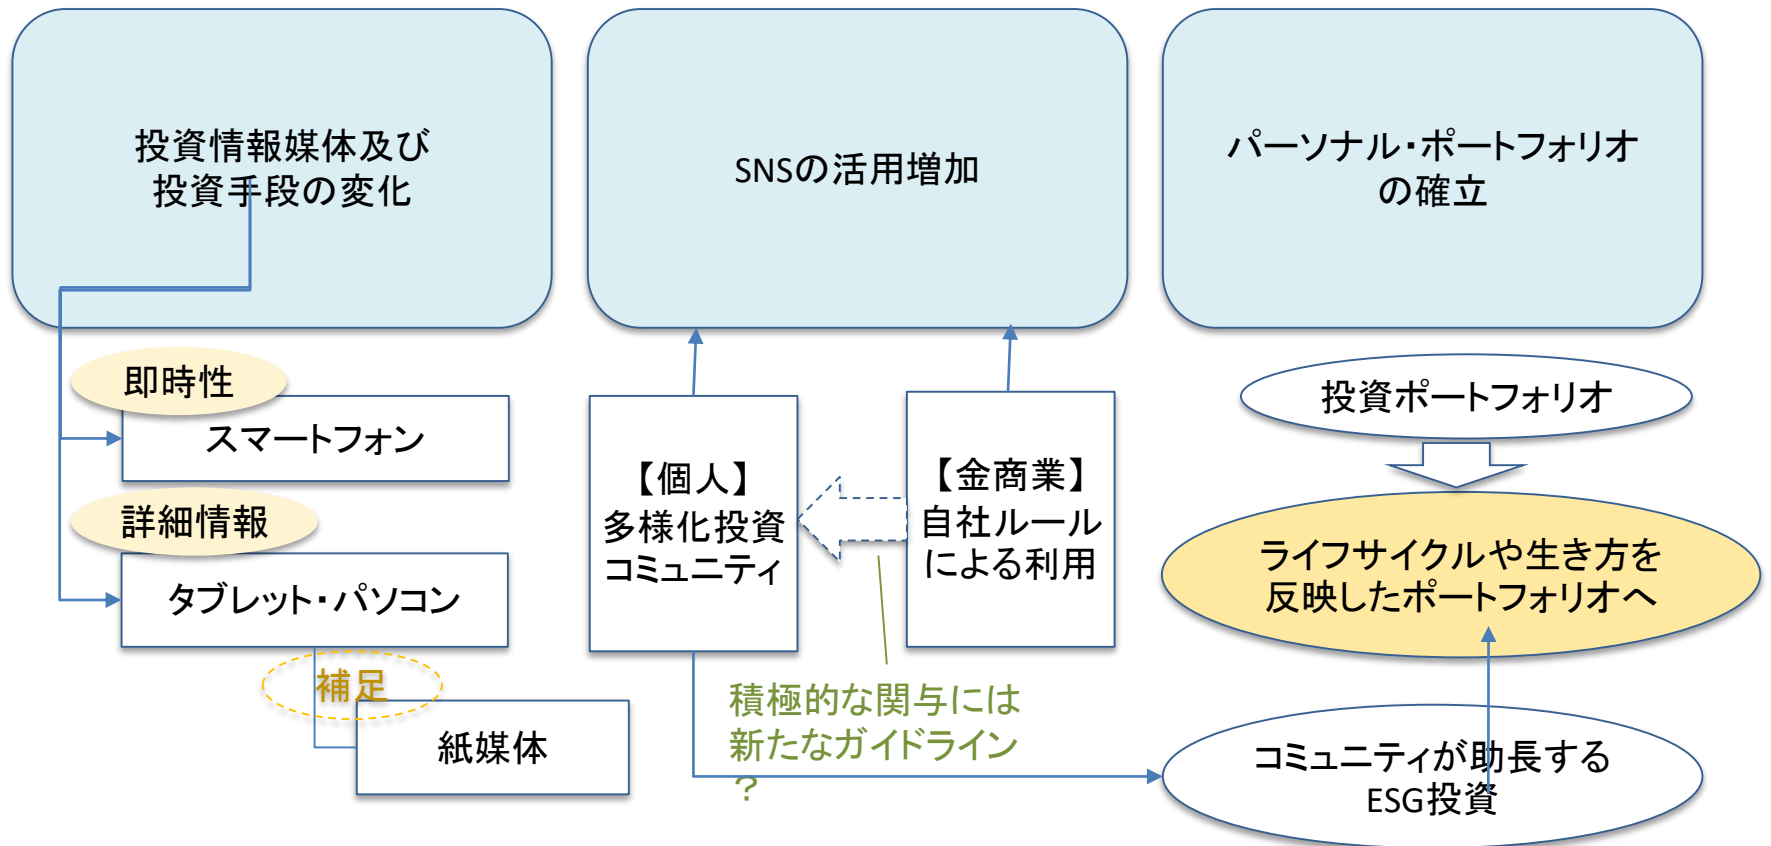 投資情報媒体及び
投資手段の変化
SNSの活用増加
パーソナル・ポートフォリオ
の確立
即時性
スマートフォン
詳細情報
タブレット・パソコン
補足
紙媒体
【個人】
多様化投資
コミュニティ
【金商業】
自社ルール
による利用
積極的な関与には
新たなガイドライン
？
投資ポートフォリオ
ライフサイクルや生き方を
反映したポートフォリオへ
コミュニティが助長する
ESG投資